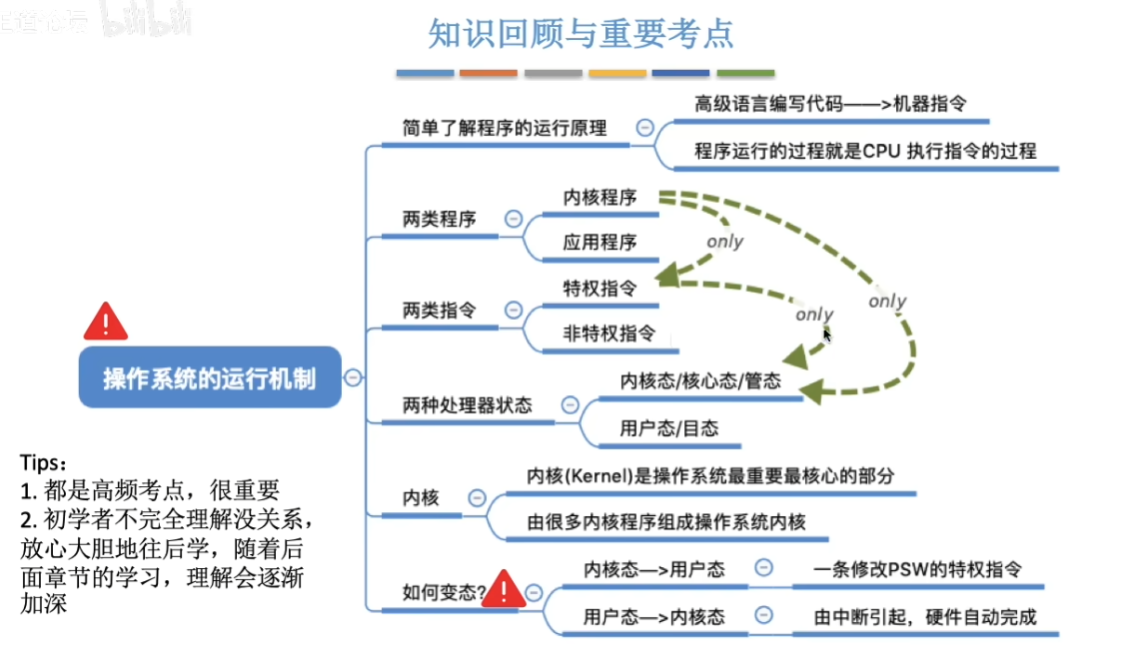 bilibili
知识回顾与重要考点
简单了解程序的运行原理
高级语言编写代码——>机器指令
程序运行的过程就是CPU 执行指令的过程
两类程序
内核程序
应用程序
only
两类指令
特权指令
非特权指令
only
only
操作系统的运行机制
两种处理器状态
内核态/核心态/管态
用户态/目态
内核
内核(Kernel)是操作系统最重要最核心的部分
由很多内核程序组成操作系统内核
如何变态?
内核态—>用户态
一条修改PSW的特权指令
用户态—>内核态
由中断引起，硬件自动完成
Tips：
1. 都是高频考点，很重要
2. 初学者不完全理解没关系，
放心大胆地往后学，随着后
面章节的学习，理解会逐渐
加深